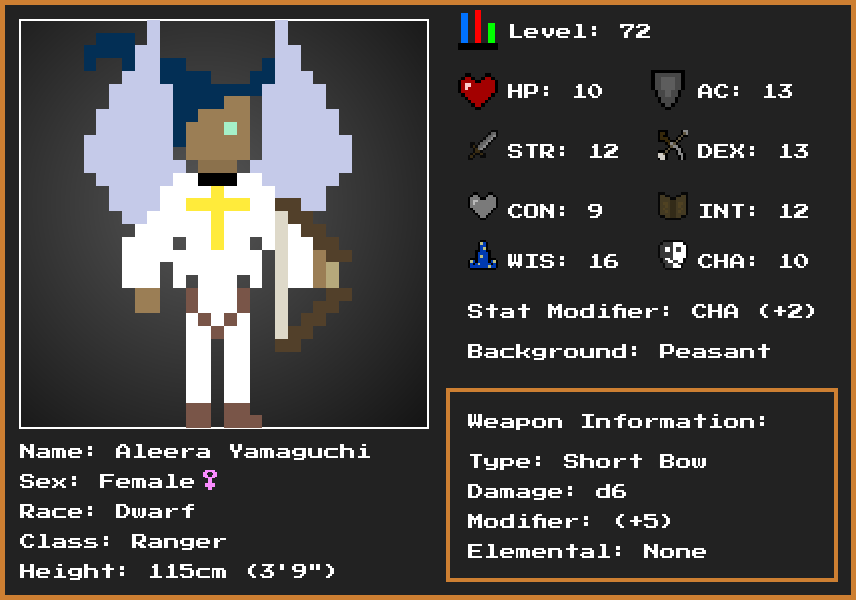 Level: 72
HP: 10 AC: 13
STR: 12 DEX: 13
CON: 9 INT: 12
WIS: 16 CHA: 10
Stat Modifier: CHA (+2)
Background: Peasant
Weapon Information:
Type: Short Bow
Damage: d6
Modifier: (+5)
Elemental: None
Name: Aleera Yamaguchi
Sex: Female♀
Race: Dwarf
Class: Ranger
Height: 115cm (3'9")